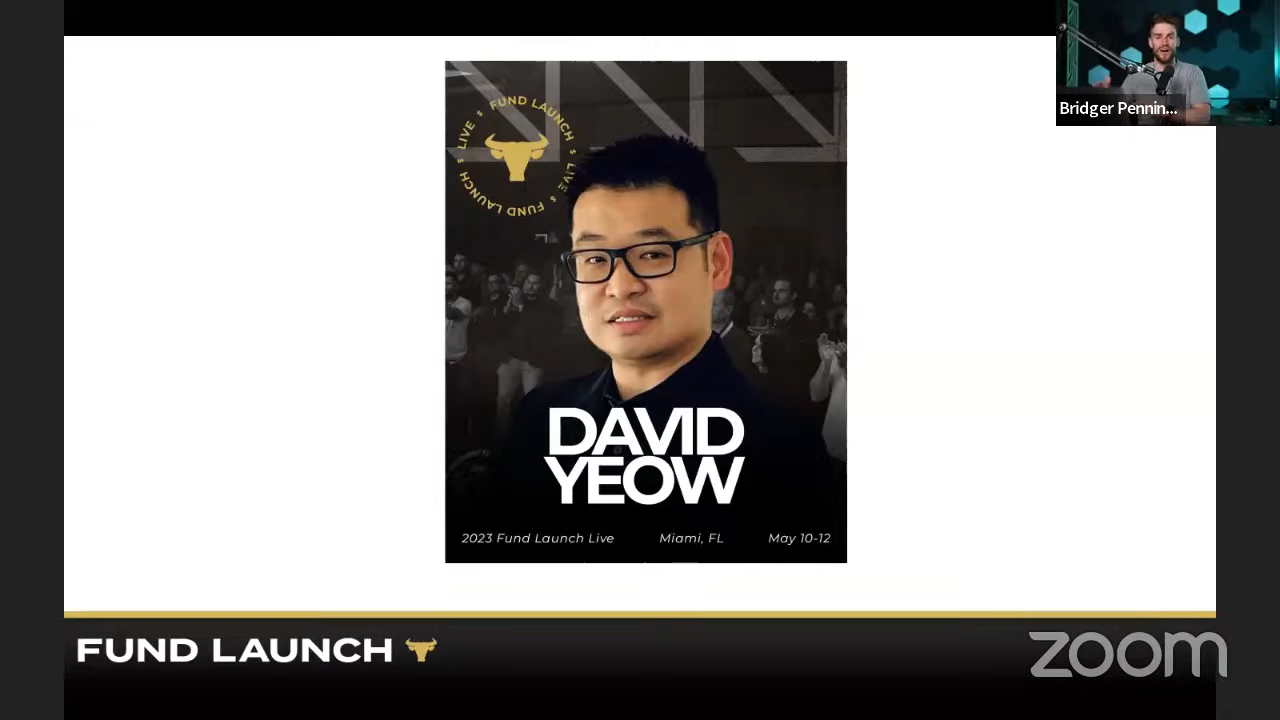 Bridger Pennin...
FUND LAUNCH $ LIVE $ FUND LAUNCH $ LIVE $
DAVID
YEOW
2023 Fund Launch Live Miami, FL May 10-12
FUND LAUNCH
zoom